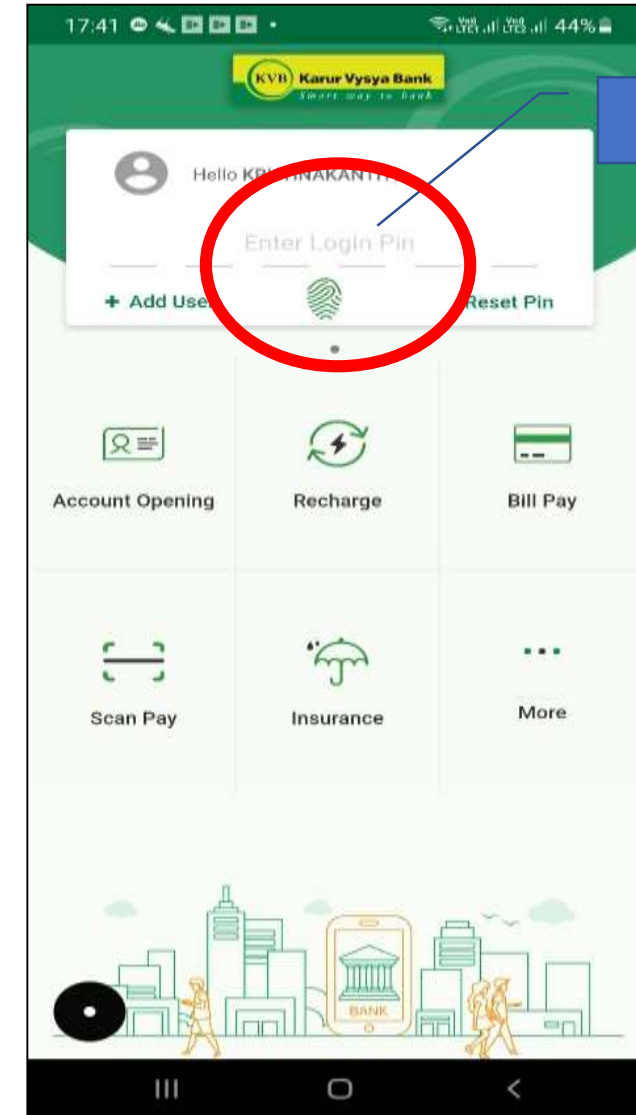 17:41 44%
KVB Karur Vysya Bank
Smart way to bank
Hello
Enter Login Pin
+ Add User Reset Pin
Account Opening Recharge Bill Pay
Scan Pay Insurance More
BANK